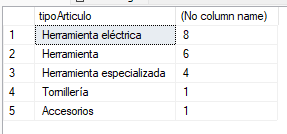 tipoArticulo (No column name)
1 Herramienta eléctrica 8
2 Herramienta 6
3 Herramienta especializada 4
4 Tornillería 1
5 Accesorios 1